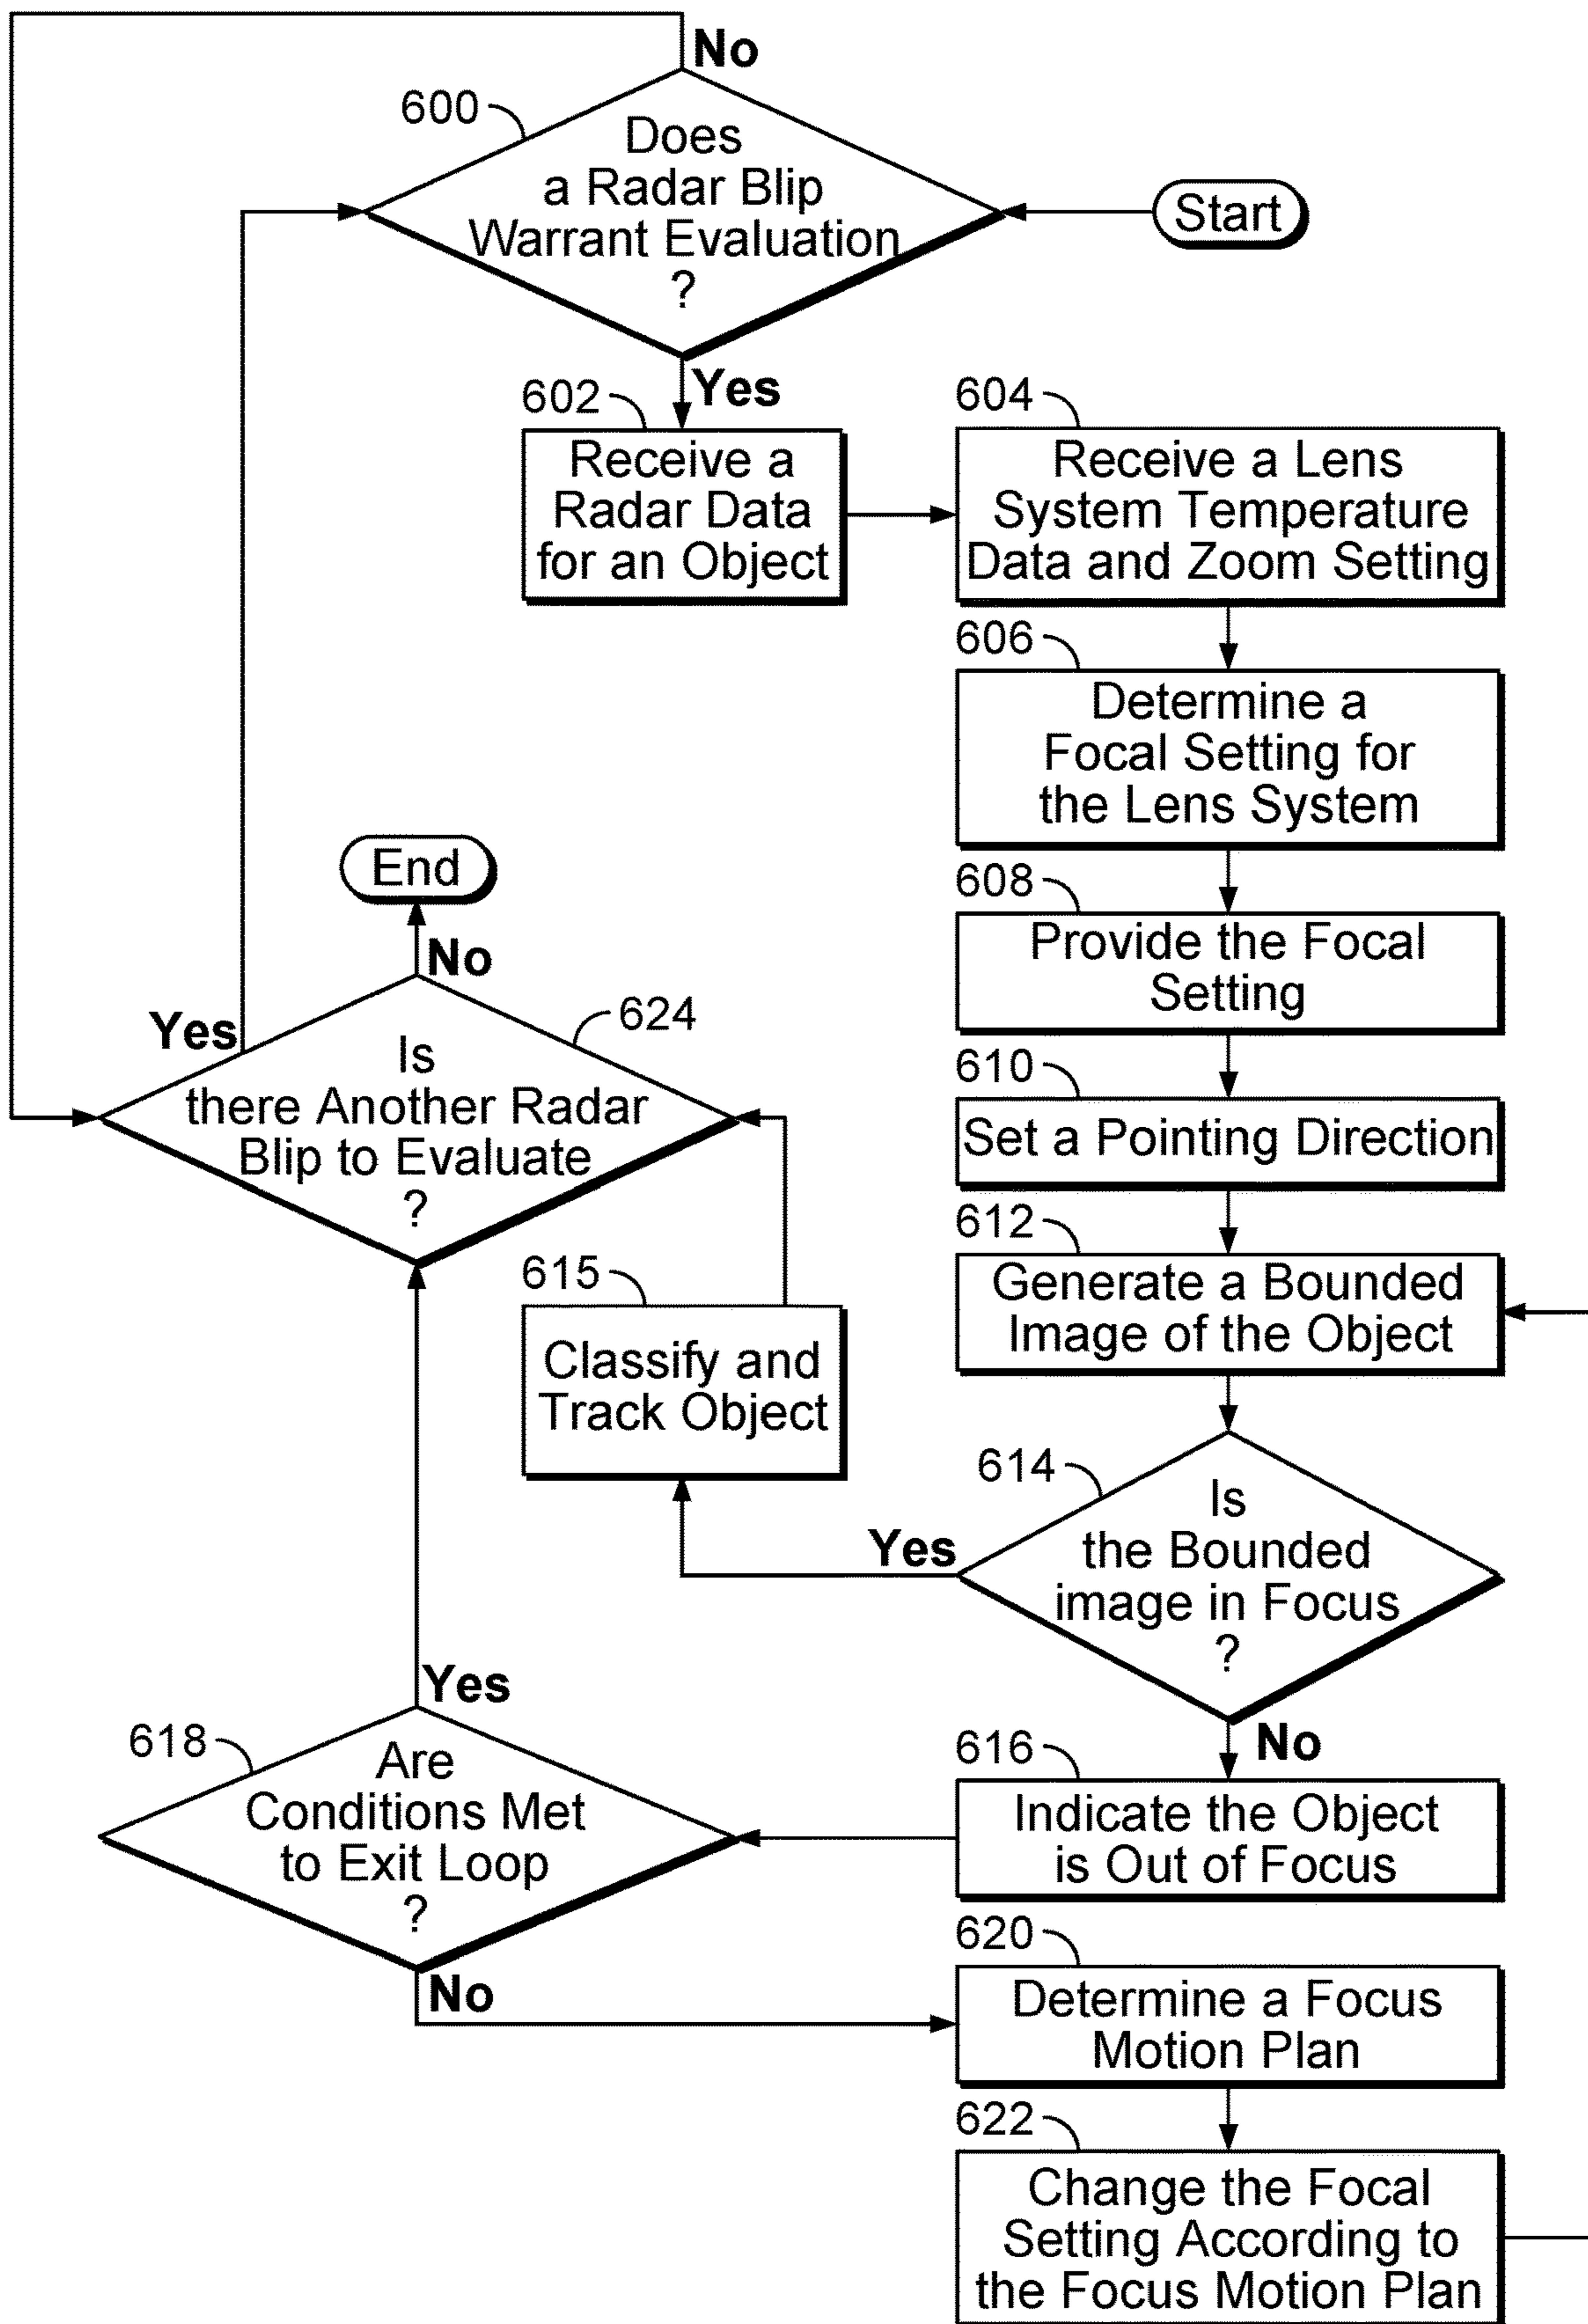 No
600
Does
a Radar Blip
Warrant Evaluation
?
Start
Yes
602
Receive a
Radar Data
for an Object
604
Receive a Lens
System Temperature
Data and Zoom Setting
606
Determine a
Focal Setting for
the Lens System
End
608
Provide the Focal
Setting
No
Yes
624
Is
there Another Radar
Blip to Evaluate
?
610
Set a Pointing Direction
612
Generate a Bounded
Image of the Object
615
Classify and
Track Object
614
Is
the Bounded
image in Focus
?
Yes
No
Yes
618
Are
Conditions Met
to Exit Loop
?
616
Indicate the Object
is Out of Focus
No
620
Determine a Focus
Motion Plan
622
Change the Focal
Setting According to
the Focus Motion Plan